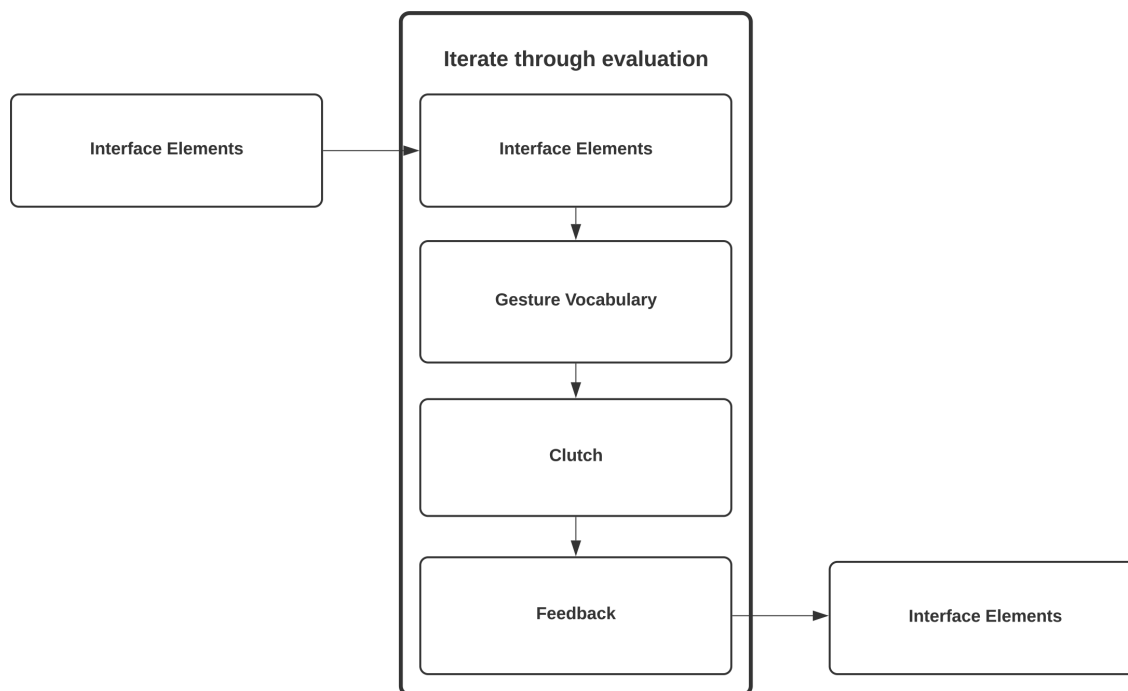 Iterate through evaluation
Interface Elements
Interface Elements
Gesture Vocabulary
Clutch
Feedback
Interface Elements